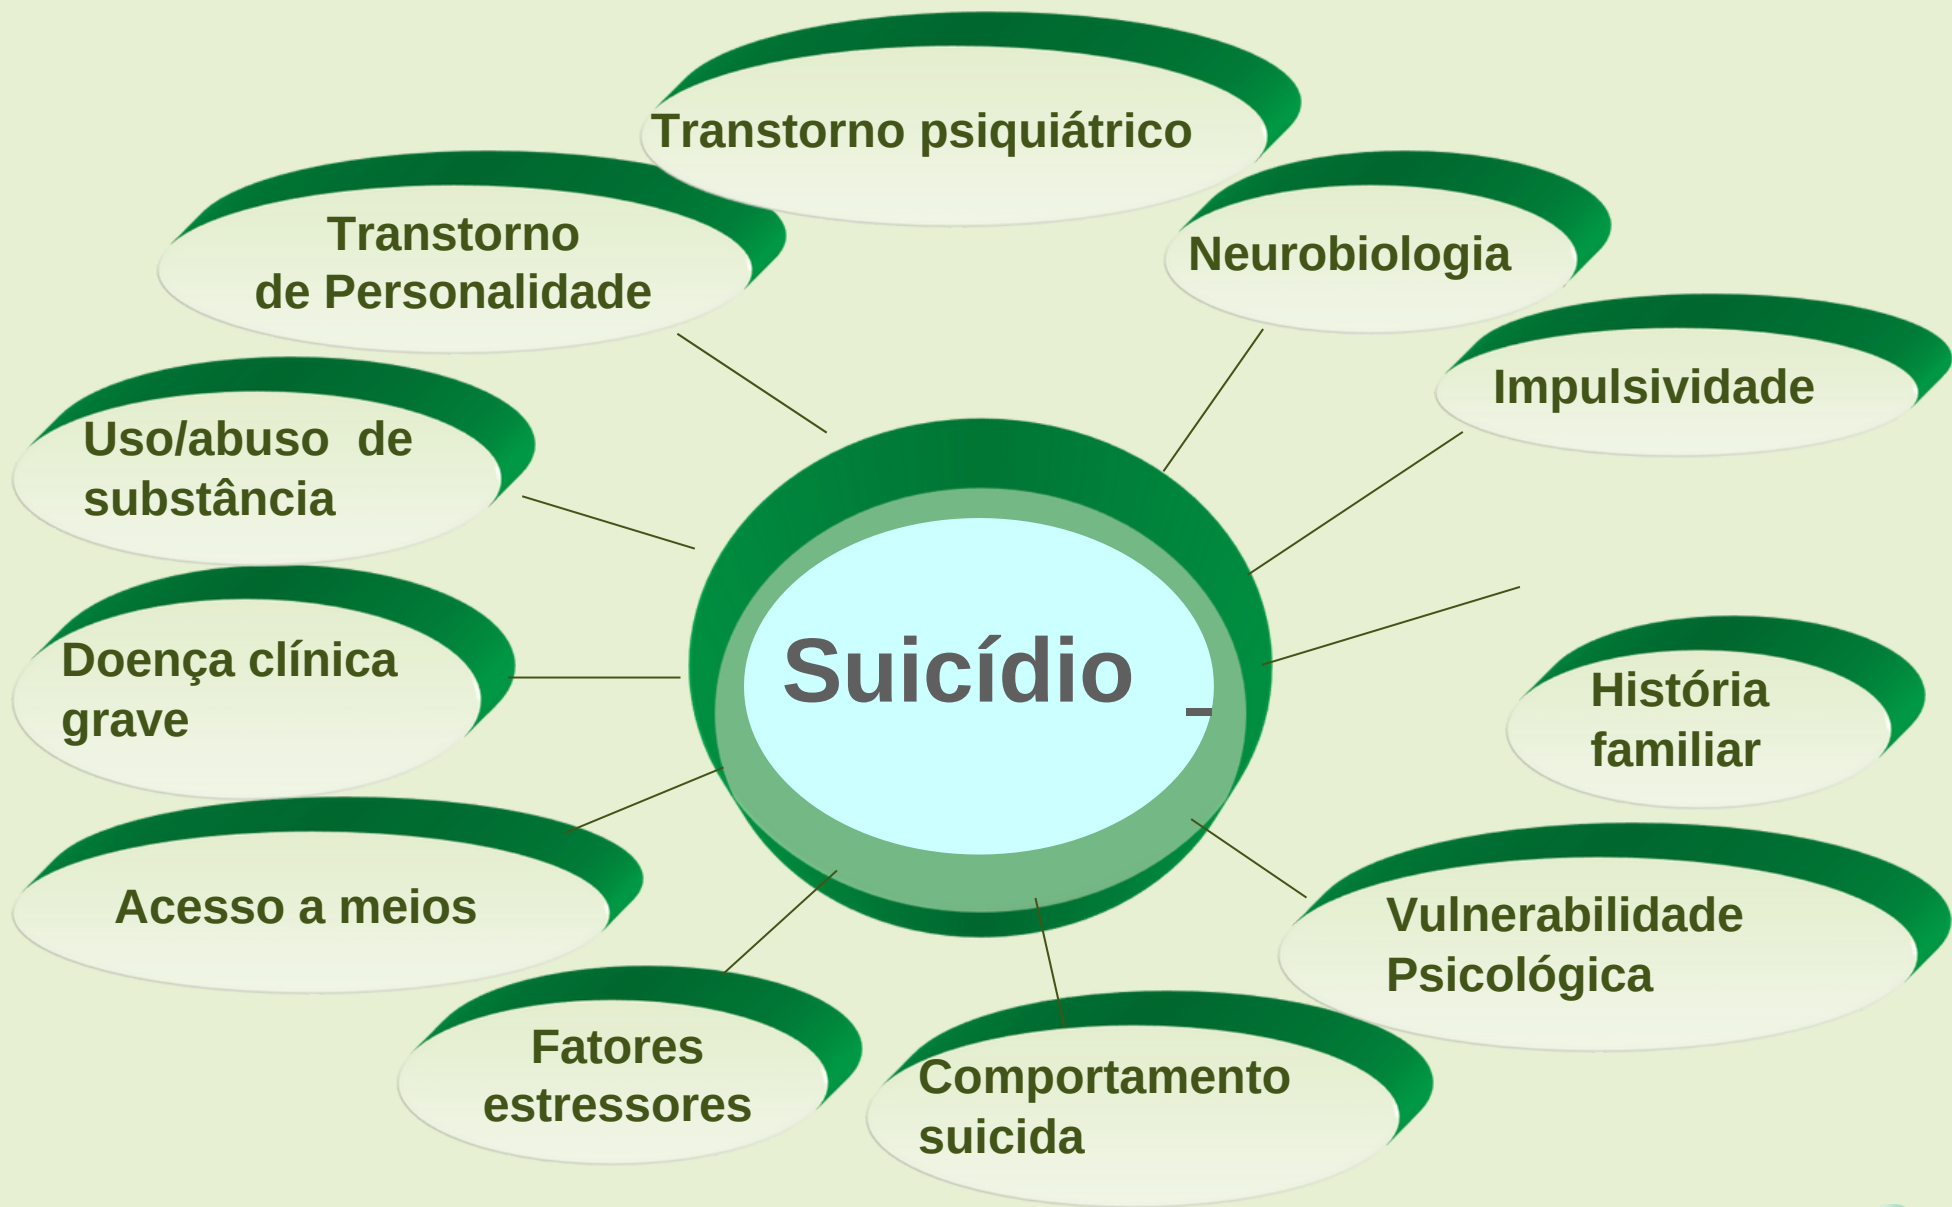 Transtorno psiquiátrico
Transtorno
de Personalidade
Neurobiologia
Impulsividade
Uso/abuso  de
substância
Suicídio  _
Doença clínica
grave
História
familiar
Acesso a meios
Vulnerabilidade
Psicológica
Fatores
estressores
Comportamento
suicida